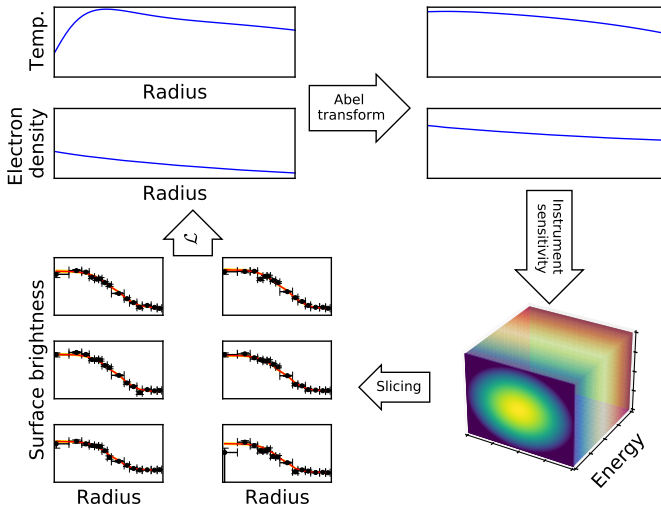 Temp.
Radius
Abel
transform
Electron
density
Radius
Instrument
sensitivity
ℒ
Surface brightness
Slicing
Energy
Radius
Radius